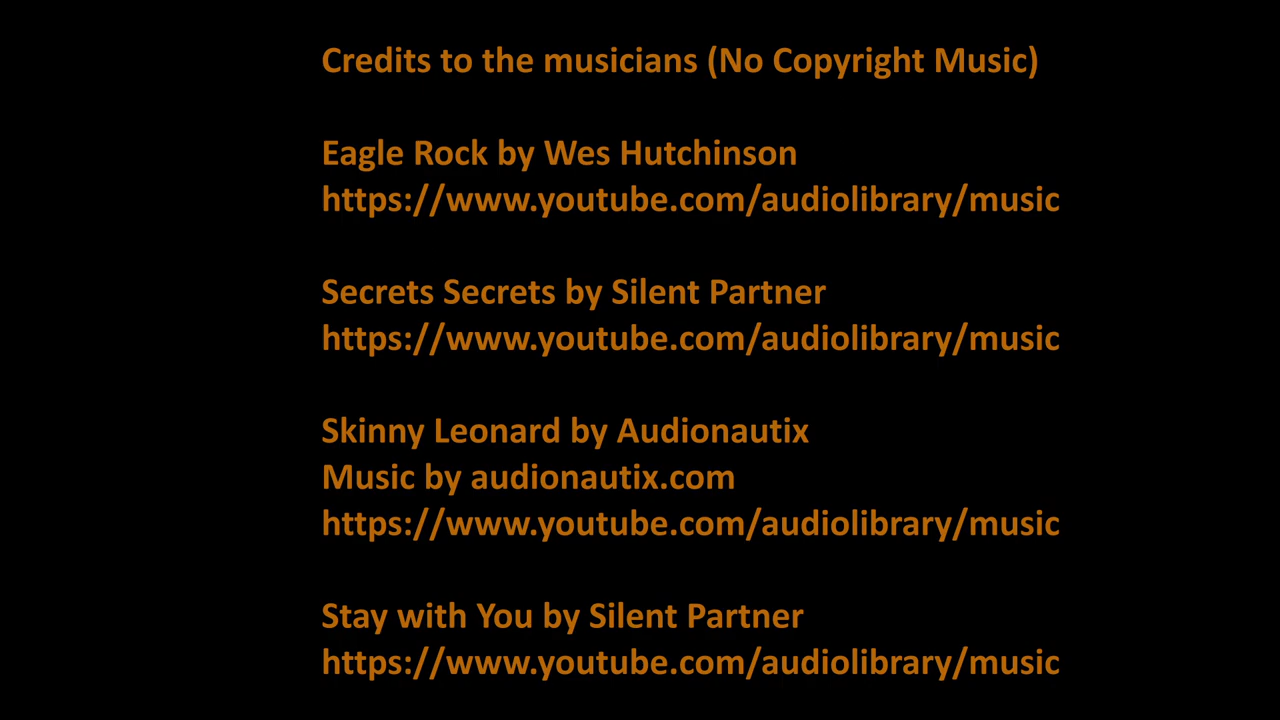 Credits to the musicians (No Copyright Music)
Eagle Rock by Wes Hutchinson
https://www.youtube.com/audiolibrary/music
Secrets Secrets by Silent Partner
https://www.youtube.com/audiolibrary/music
Skinny Leonard by Audionautix
Music by audionautix.com
https://www.youtube.com/audiolibrary/music
Stay with You by Silent Partner
https://www.youtube.com/audiolibrary/music